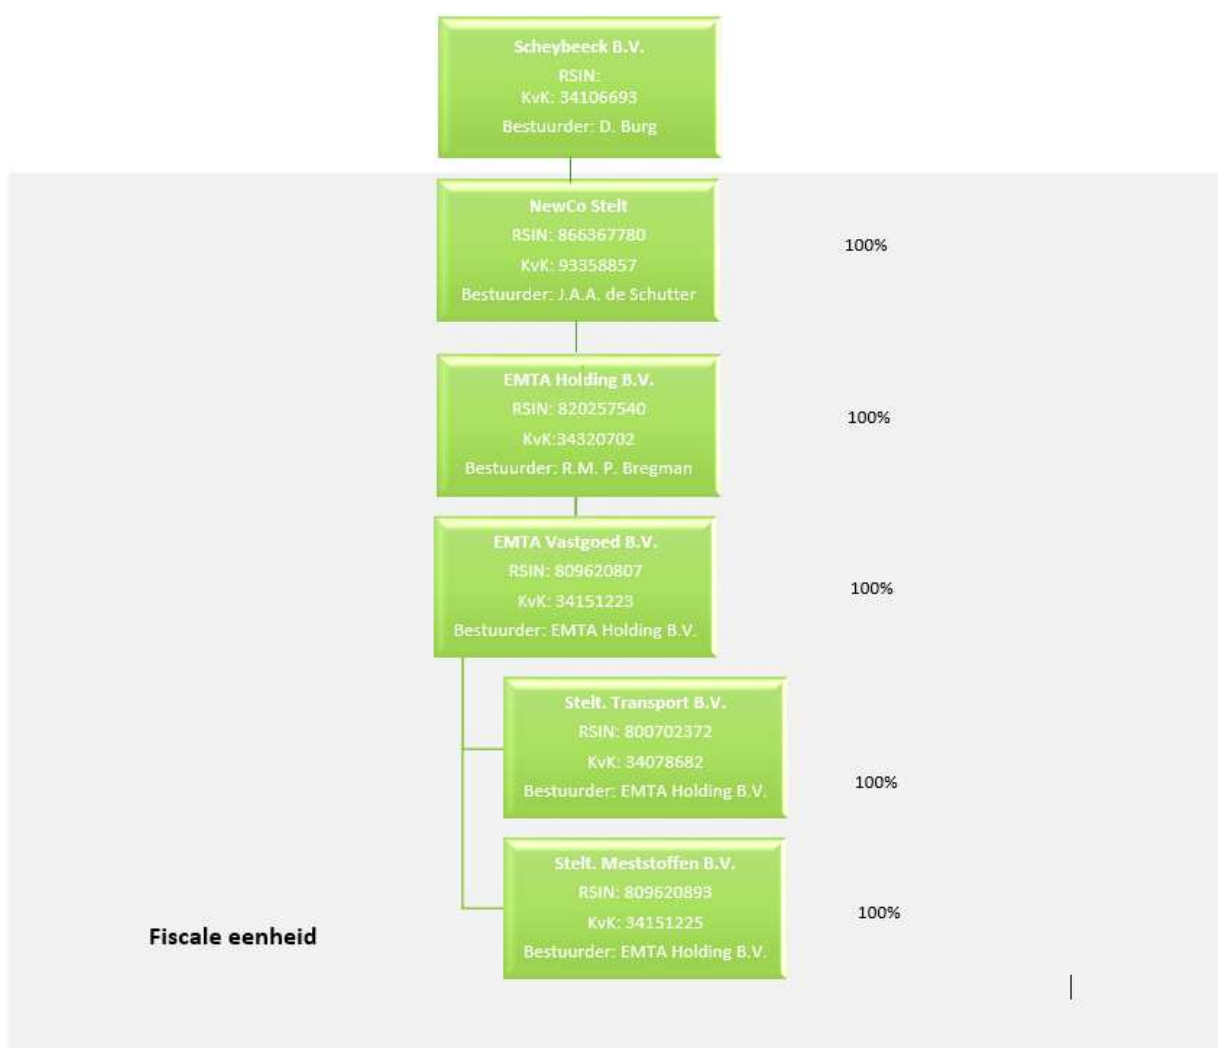 Scheybeeck B.V.
RSIN:
KvK: 34106693
Bestuurder: D. Burg
NewCo Stelt
RSIN: 866367780
KvK: 93358857
Bestuurder: J.A.A. de Schutter
100%
EMTA Holding B.V.
RSIN: 820257540
KvK:34320702
Bestuurder: R.M. P. Bregman
100%
EMTA Vastgoed B.V.
RSIN: 809620807
KvK: 34151223
Bestuurder: EMTA Holding B.V.
100%
Stelt. Transport B.V.
RSIN: 800702372
KvK: 34078682
Bestuurder: EMTA Holding B.V.
100%
Stelt. Meststoffen B.V.
RSIN: 809620893
KvK: 34151225
Bestuurder: EMTA Holding B.V.
100%
Fiscale eenheid